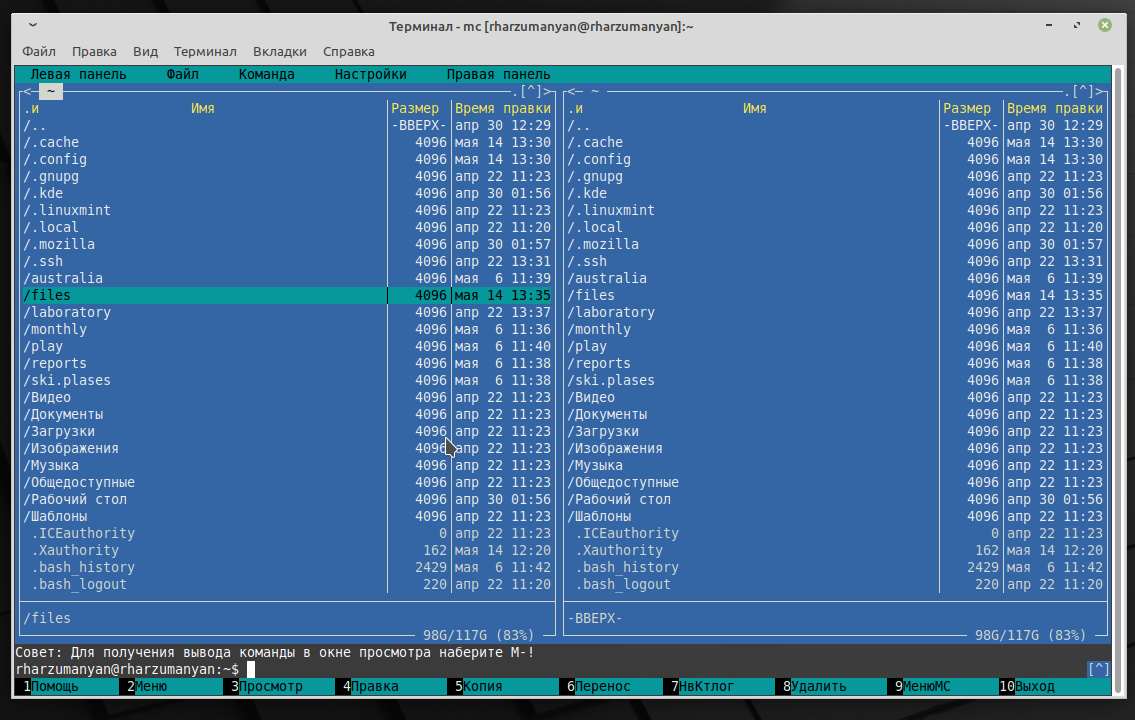 Терминал - mc [rharzumanyan@rharzumanyan]:~
Файл Правка Вид Терминал Вкладки Справка
Левая панель Файл Команда Настройки Правая панель
<─ ~ .[^]> <─ ~ .[^]>
.и Имя Размер Время правки .и Имя Размер Время правки
/.. -ВВЕРХ- апр 30 12:29 /.. -ВВЕРХ- апр 30 12:29
/.cache 4096 мая 14 13:30 /.cache 4096 мая 14 13:30
/.config 4096 мая 14 13:30 /.config 4096 мая 14 13:30
/.gnupg 4096 апр 22 11:23 /.gnupg 4096 апр 22 11:23
/.kde 4096 апр 30 01:56 /.kde 4096 апр 30 01:56
/.linuxmint 4096 апр 22 11:23 /.linuxmint 4096 апр 22 11:23
/.local 4096 апр 22 11:20 /.local 4096 апр 22 11:20
/.mozilla 4096 апр 30 01:57 /.mozilla 4096 апр 30 01:57
/.ssh 4096 апр 22 13:31 /.ssh 4096 апр 22 13:31
/australia 4096 мая 6 11:39 /australia 4096 мая 6 11:39
/files 4096 мая 14 13:35 /files 4096 мая 14 13:35
/laboratory 4096 апр 22 13:37 /laboratory 4096 апр 22 13:37
/monthly 4096 мая 6 11:36 /monthly 4096 мая 6 11:36
/play 4096 мая 6 11:40 /play 4096 мая 6 11:40
/reports 4096 мая 6 11:38 /reports 4096 мая 6 11:38
/ski.plases 4096 мая 6 11:38 /ski.plases 4096 мая 6 11:38
/Видео 4096 апр 22 11:23 /Видео 4096 апр 22 11:23
/Документы 4096 апр 22 11:23 /Документы 4096 апр 22 11:23
/Загрузки 4096 апр 22 11:23 /Загрузки 4096 апр 22 11:23
/Изображения 4096 апр 22 11:23 /Изображения 4096 апр 22 11:23
/Музыка 4096 апр 22 11:23 /Музыка 4096 апр 22 11:23
/Общедоступные 4096 апр 22 11:23 /Общедоступные 4096 апр 22 11:23
/Рабочий стол 4096 апр 30 01:56 /Рабочий стол 4096 апр 30 01:56
/Шаблоны 4096 апр 22 11:23 /Шаблоны 4096 апр 22 11:23
.ICEauthority 0 апр 22 11:23 .ICEauthority 0 апр 22 11:23
.Xauthority 162 мая 14 12:20 .Xauthority 162 мая 14 12:20
.bash_history 2429 мая 6 11:42 .bash_history 2429 мая 6 11:42
.bash_logout 220 апр 22 11:20 .bash_logout 220 апр 22 11:20
/files -ВВЕРХ-
98G/117G (83%) 98G/117G (83%)
Совет: Для получения вывода команды в окне просмотра наберите M-!
rharzumanyan@rharzumanyan:~$ [^]
1Помощь 2Меню 3Просмотр 4Правка 5Копия 6Перенос 7НвКтлог 8Удалить 9МенюMC 10Выход